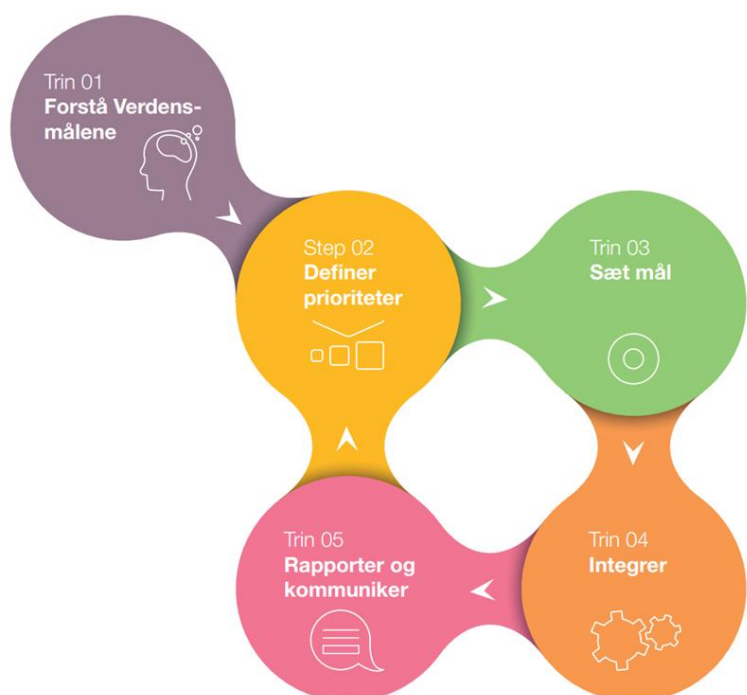 Trin 01
Forstå Verdens-
målene
Step 02
Definer
prioriteter
Trin 03
Sæt mål
Trin 04
Integrer
Trin 05
Rapporter og
kommuniker